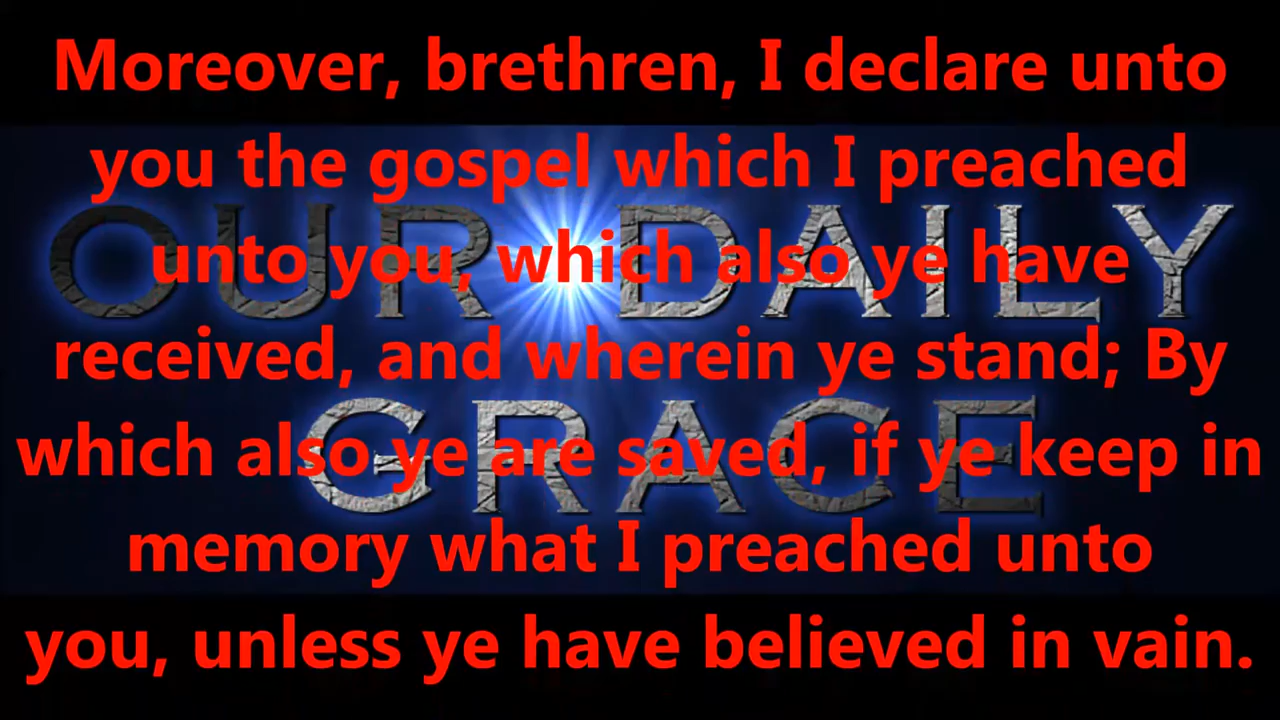 Moreover, brethren, I declare unto
you the gospel which I preached
unto you, which also ye have
received, and wherein ye stand; By
which also ye are saved, if ye keep in
memory what I preached unto
you, unless ye have believed in vain.
OUR DAILY
GRACE